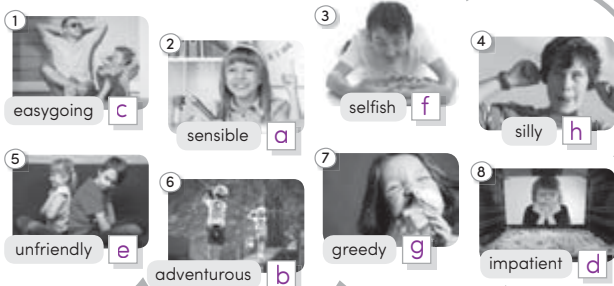 1
easygoing c
2
sensible a
3
selfish f
4
silly h
5
unfriendly e
6
adventurous b
7
greedy g
8
impatient d